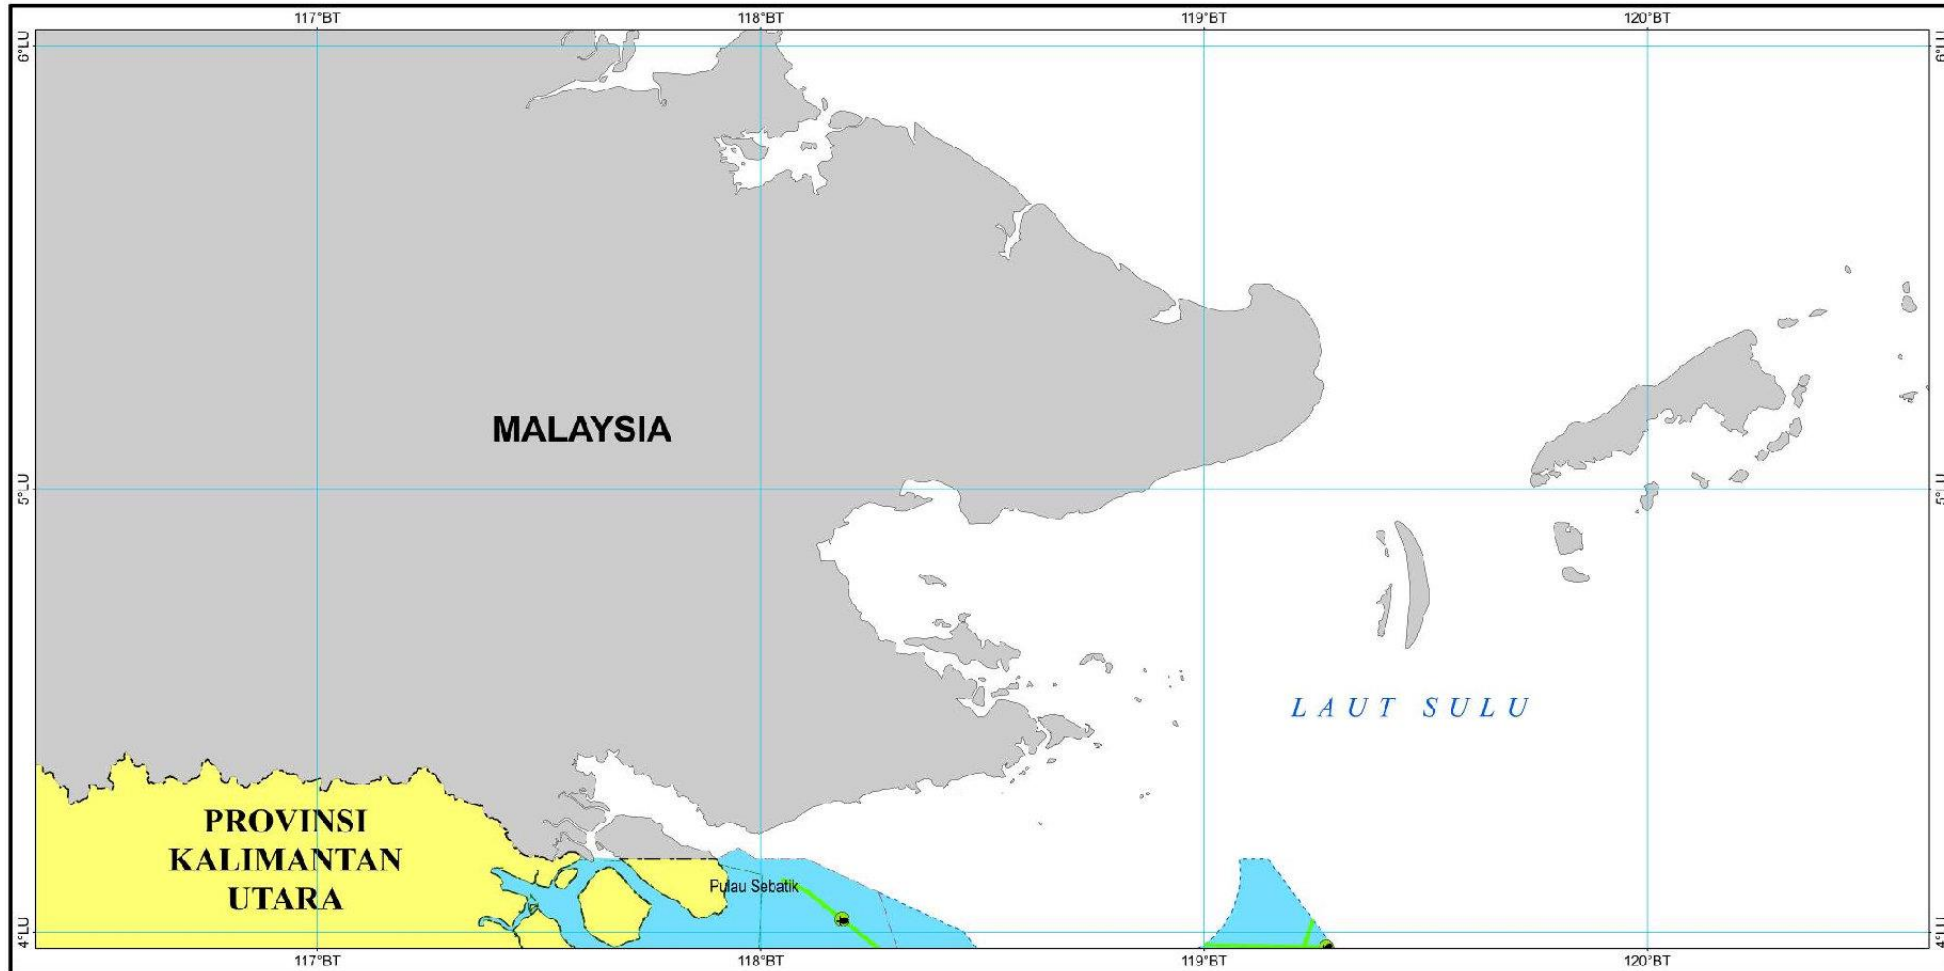 117°BT
118°BT
119°BT
120°BT
6°LU
6°LU
MALAYSIA
5°LU
5°LU
LAUT SULU
PROVINSI
KALIMANTAN
UTARA
Pulau Sebatik
4°LU
4°LU
117°BT
118°BT
119°BT
120°BT